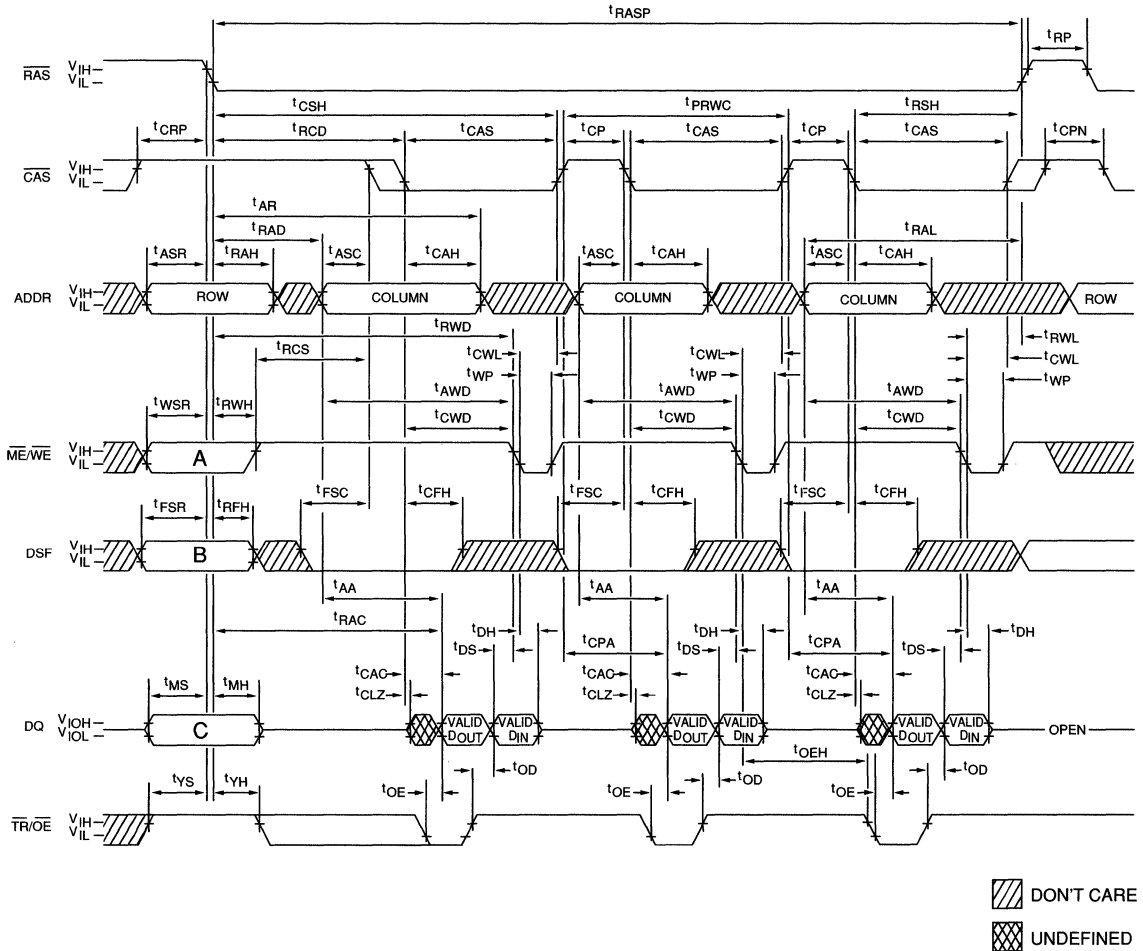 tRASP
tRP
RAS VIH VIL
tCSH tPRWC tRSH
tCRP tRCD tCAS tCP tCAS tCP tCAS tCPN
CAS VIH VIL
tAR
tRAD tRAL
tASR tRAH tASC tCAH tASC tCAH tASC tCAH
ADDR VIH VIL ROW COLUMN COLUMN COLUMN ROW
tRWD tRWL
tRCS tCWL tCWL tCWL
tWP tWP tWP
tAWD tAWD tAWD
tWSR tRWH tCWD tCWD tCWD
ME/WE VIH VIL A
tFSR tRFH tFSC tCFH tFSC tCFH tFSC tCFH
DSF VIH VIL B
tAA tAA tAA
tRAC tDH tDH tDH
tCPA tCPA
tDS tDS tDS
tCAC tCAC tCAC
tMS tMH tCLZ tCLZ tCLZ
DQ VIOH VIOL C VALID DOUT VALID DIN VALID DOUT VALID DIN VALID DOUT VALID DIN OPEN
tOEH
tOD tOD tOD
tYS tYH tOE tOE tOE
TR/OE VIH VIL
DON'T CARE
UNDEFINED